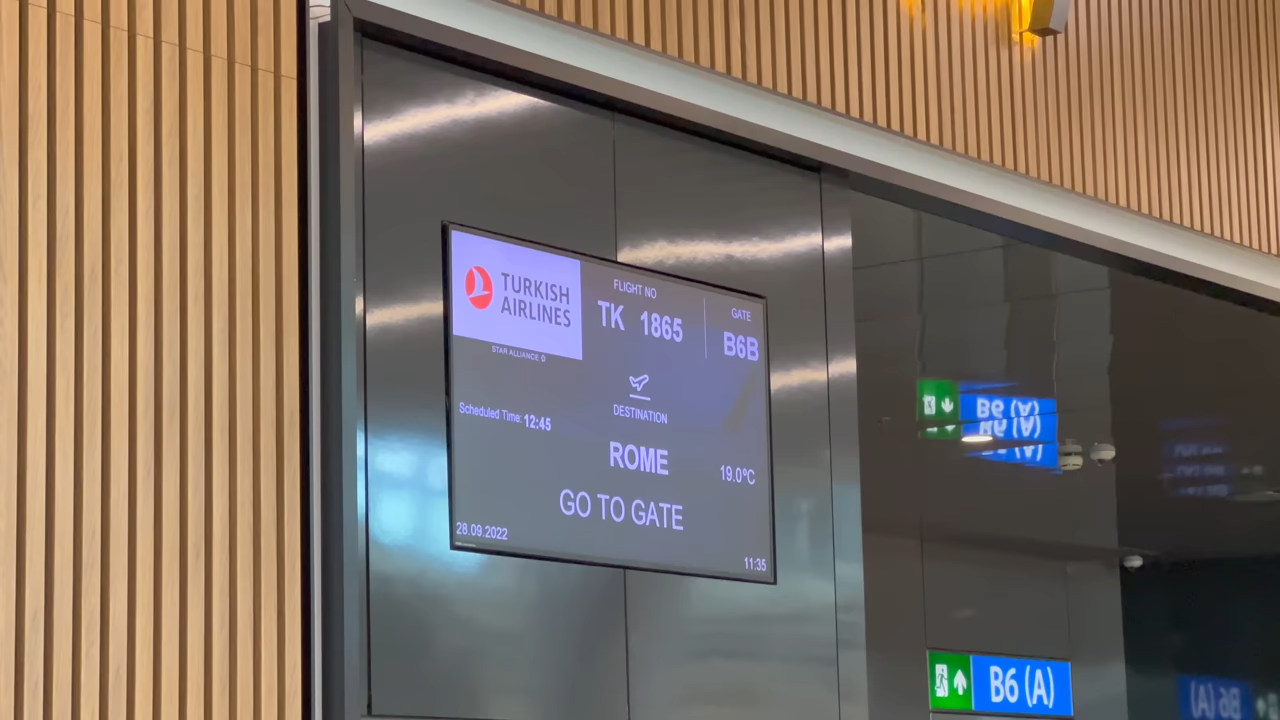 TURKISH
AIRLINES
STAR ALLIANCE
FLIGHT NO
TK 1865
GATE
B6B
DESTINATION
Scheduled Time: 12:45
ROME
19.0°C
GO TO GATE
28.09.2022
11:35
B6 (A)
B6 (A)
B6 (A)